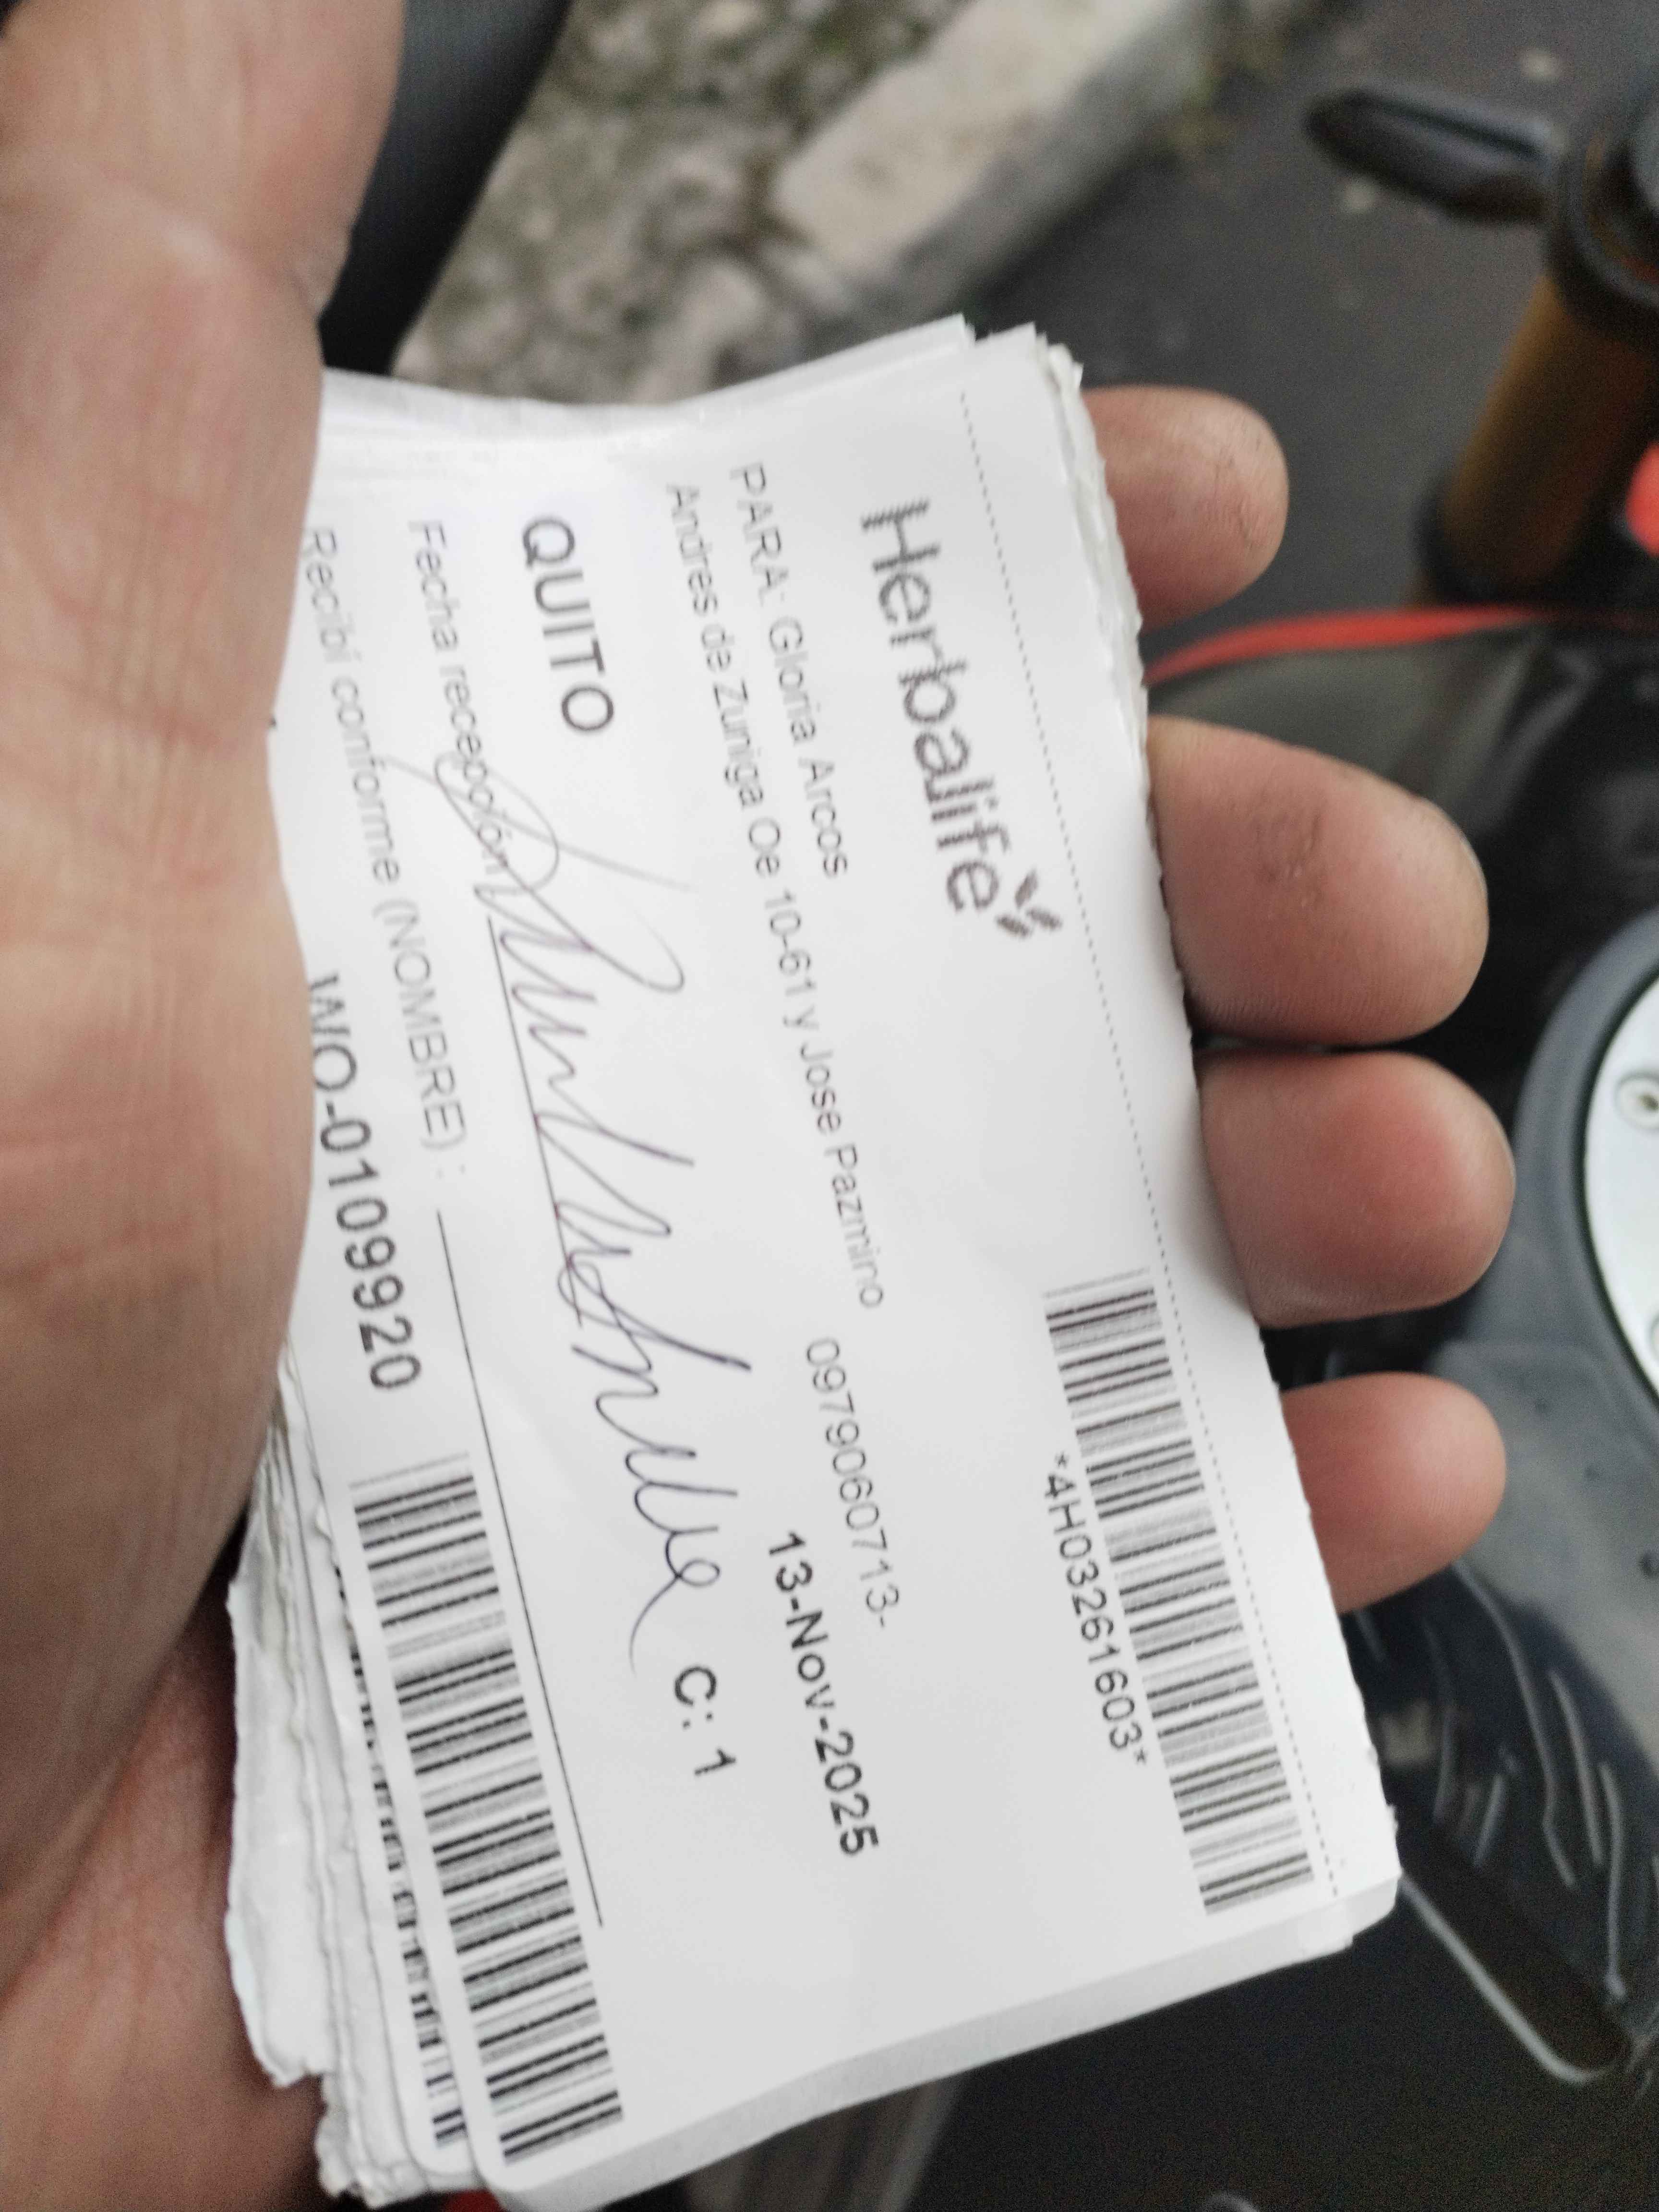 Herbalife
*4H03261603*
PARA: Gloria Arcos
Andres de Zuniga Oe 10-61 y Jose Pazmino 0979060713-
13-Nov-2025
QUITO
C: 1
Fecha recepción
Recibí conforme (NOMBRE) :
WO-0109920